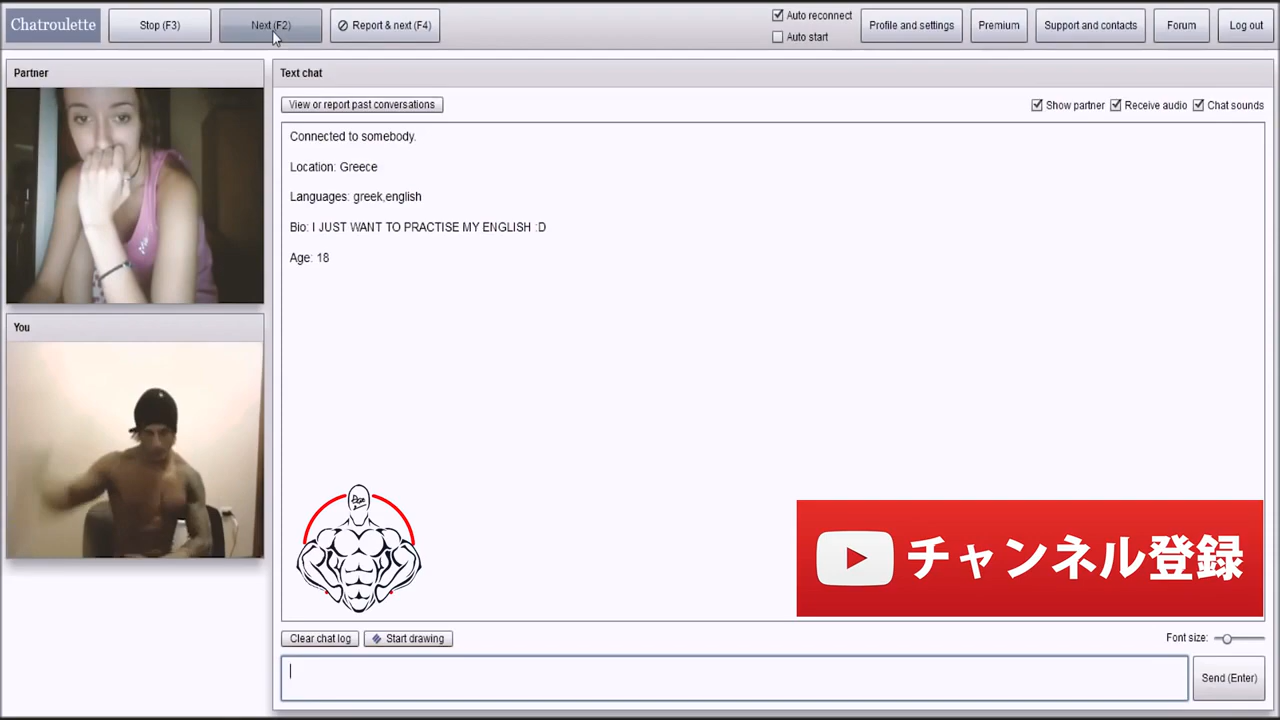 Chatroulette
Stop (F3)
Next (F2)
Report & next (F4)
Auto reconnect
Auto start
Profile and settings
Premium
Support and contacts
Forum
Log out
Partner
Text chat
View or report past conversations
Show partner
Receive audio
Chat sounds
Connected to somebody.
Location: Greece
Languages: greek,english
Bio: I JUST WANT TO PRACTISE MY ENGLISH :D
Age: 18
You
チャンネル登録
Clear chat log
Start drawing
Font size:
Send (Enter)